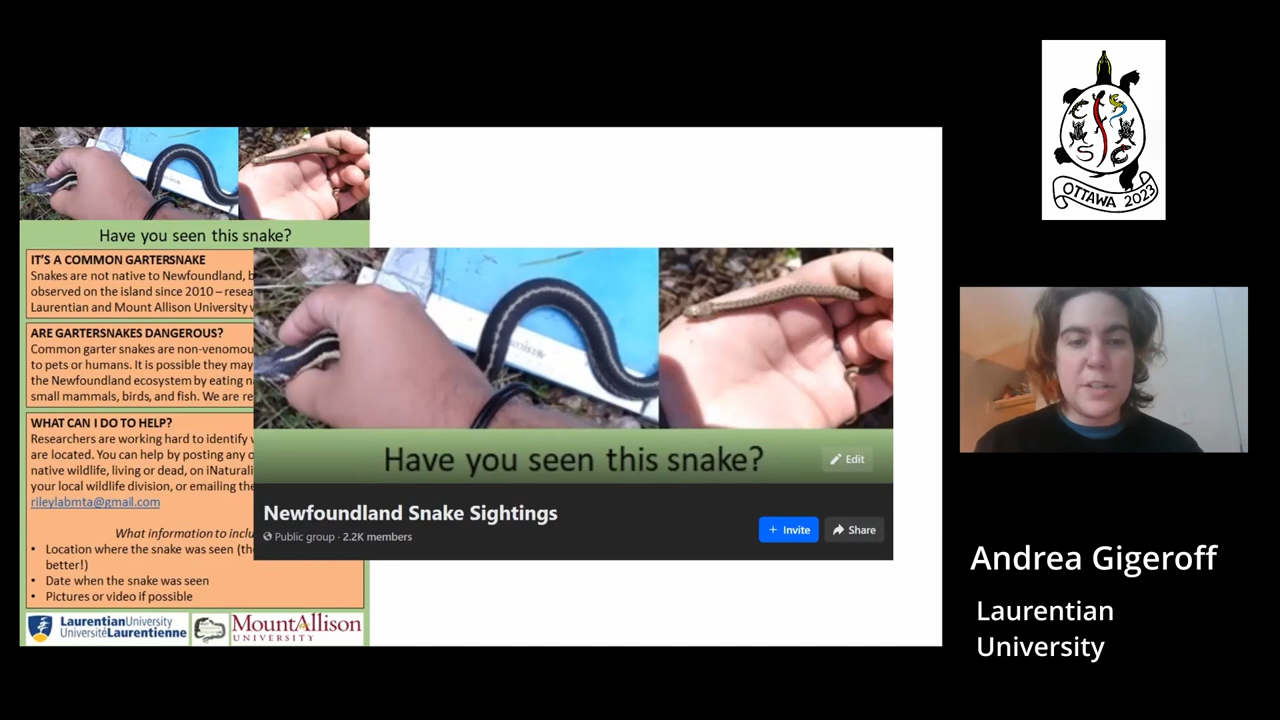 Have you seen this snake?
IT'S A COMMON GARTERSNAKE
Snakes are not native to Newfoundland, b
observed on the island since 2010 – resea
Laurentian and Mount Allison University
ARE GARTERSNAKES DANGEROUS?
Common garter snakes are non-venomou
to pets or humans. It is possible they may
the Newfoundland ecosystem by eating n
small mammals, birds, and fish. We are re
WHAT CAN I DO TO HELP?
Researchers are working hard to identify
are located. You can help by posting any o
native wildlife, living or dead, on iNaturali
your local wildlife division, or emailing the
rileylabmta@gmail.com
What information to inclu
• Location where the snake was seen (th
better!)
• Date when the snake was seen
• Pictures or video if possible
LaurentianUniversity
UniversitéLaurentienne
MountAllison
UNIVERSITY
Have you seen this snake?
Edit
Newfoundland Snake Sightings
Public group · 2.2K members
+ Invite
Share
C S C
OTTAWA 2023
Andrea Gigeroff
Laurentian
University